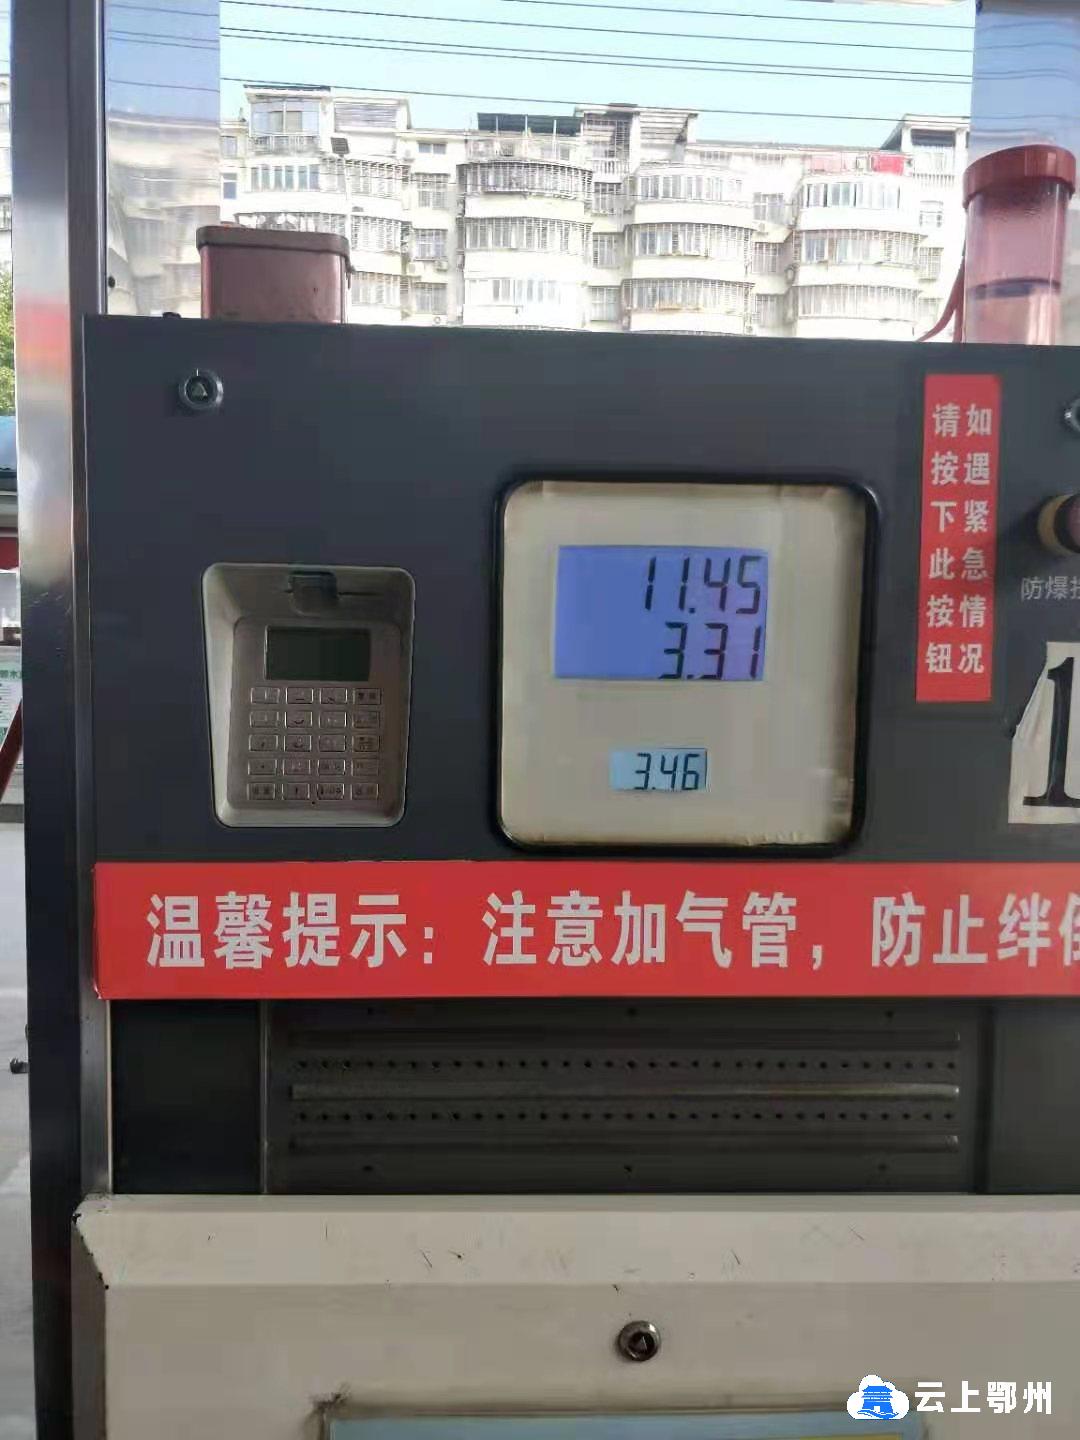 如遇紧急情况
请按下此按钮
防爆
11.45
3.31
3.46
1
温馨提示：注意加气管，防止绊
云上鄂州